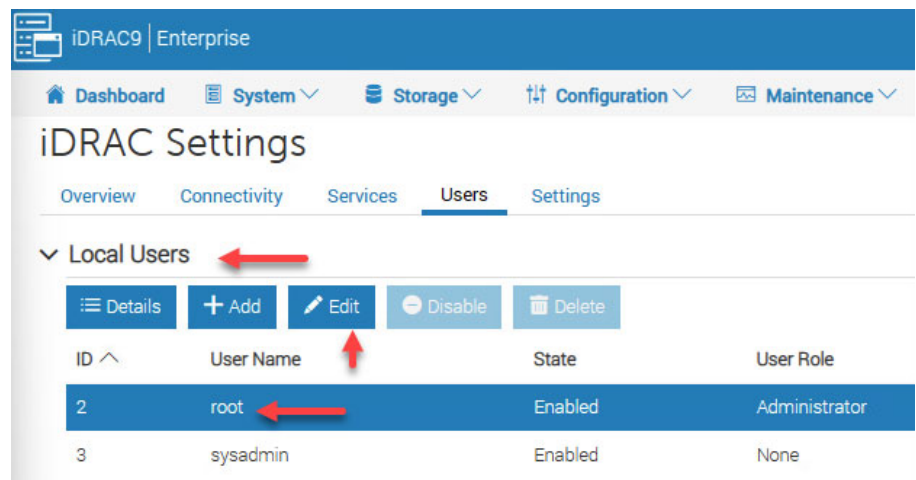 iDRAC9 | Enterprise
Dashboard System Storage Configuration Maintenance
iDRAC Settings
Overview Connectivity Services Users Settings
Local Users
Details Add Edit Disable Delete
ID User Name State User Role
2 root Enabled Administrator
3 sysadmin Enabled None